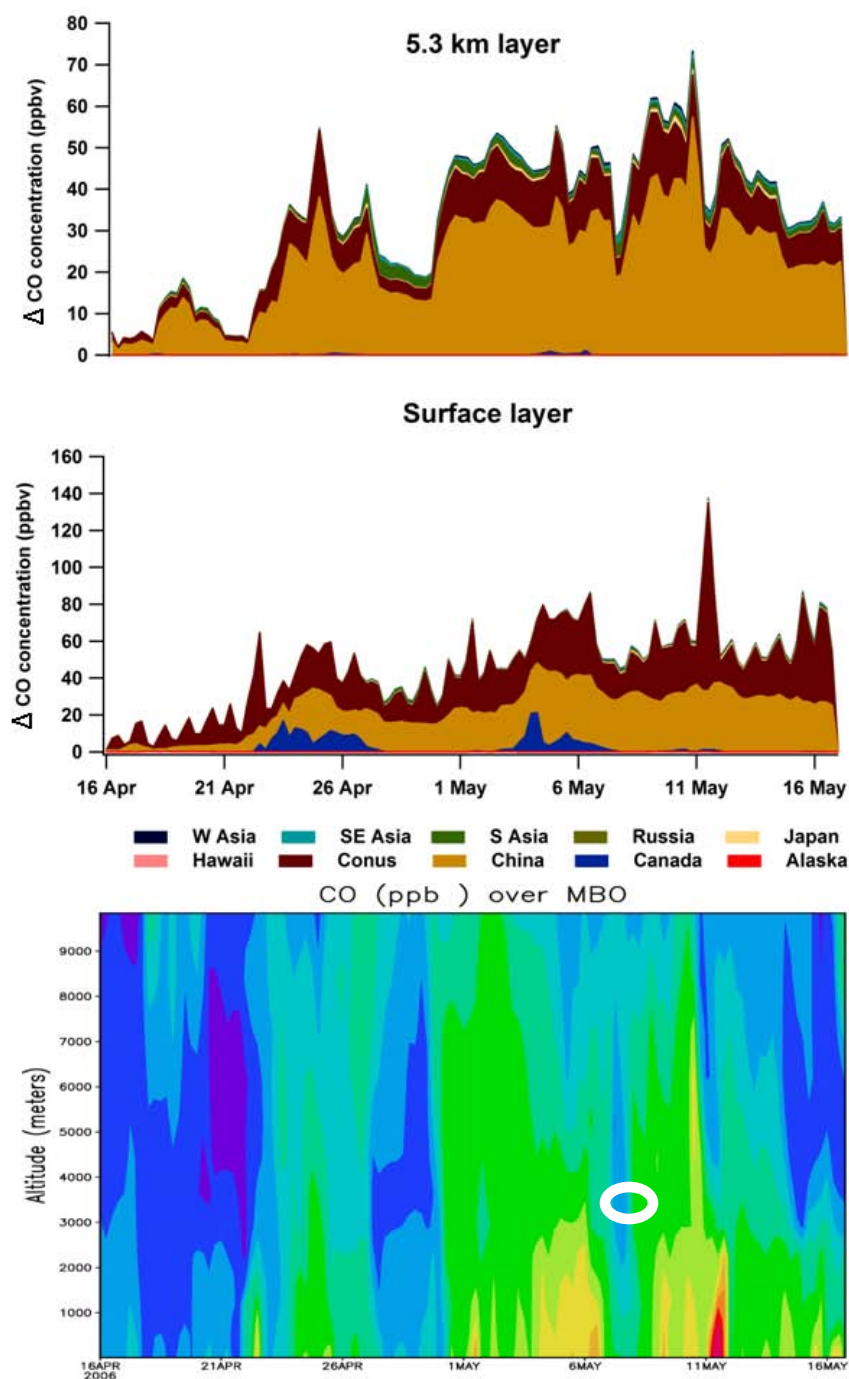 5.3 km layer
Δ CO concentration (ppbv)
80
70
60
50
40
30
20
10
0
Surface layer
Δ CO concentration (ppbv)
160
140
120
100
80
60
40
20
0
16 Apr 21 Apr 26 Apr 1 May 6 May 11 May 16 May
W Asia SE Asia S Asia Russia Japan
Hawaii Conus China Canada Alaska
CO (ppb ) over MBO
Altitude (meters)
9000
8000
7000
6000
5000
4000
3000
2000
1000
16APR 21APR 26APR 1MAY 6MAY 11MAY 16MAY
2006